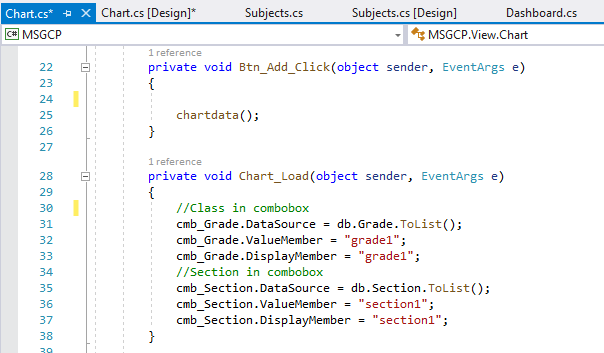 Chart.cs* Chart.cs [Design]* Subjects.cs Subjects.cs [Design] Dashboard.cs
C# MSGCP MSGCP.View.Chart
1 reference
22 private void Btn_Add_Click(object sender, EventArgs e)
23 {
24
25 chartdata();
26 }
27
1 reference
28 private void Chart_Load(object sender, EventArgs e)
29 {
30 //Class in combobox
31 cmb_Grade.DataSource = db.Grade.ToList();
32 cmb_Grade.ValueMember = "grade1";
33 cmb_Grade.DisplayMember = "grade1";
34 //Section in combobox
35 cmb_Section.DataSource = db.Section.ToList();
36 cmb_Section.ValueMember = "section1";
37 cmb_Section.DisplayMember = "section1";
38 }